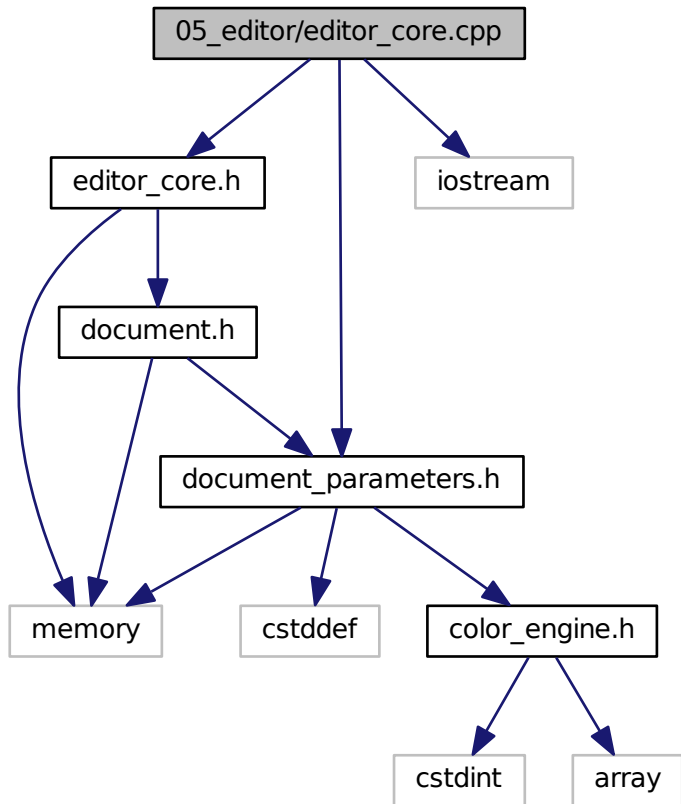 05_editor/editor_core.cpp
editor_core.h
iostream
document.h
document_parameters.h
memory
cstddef
color_engine.h
cstdint
array